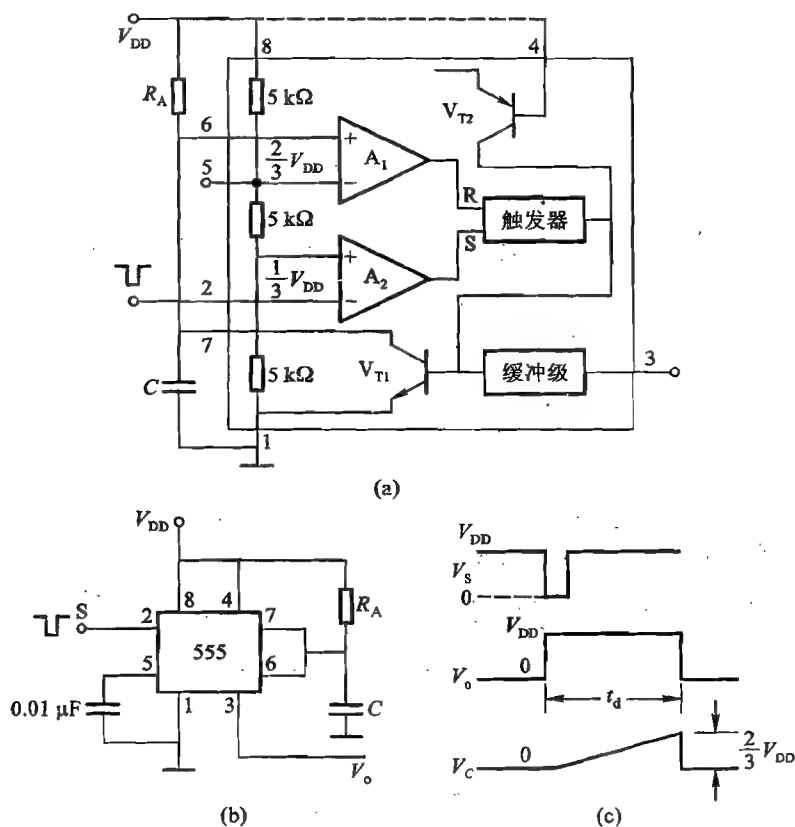 V_DD
8
4
R_A
5 kΩ
V_T2
6
+
A₁
5
2/3 V_DD
−
R
触发器
5 kΩ
S
+
A₂
1/3 V_DD
2
−
7
3
C
5 kΩ
V_T1
缓冲级
1
(a)
V_DD
S
8
4
R_A
2
7
555
5
6
0.01 μF
1
3
C
V_o
(b)
V_DD
V_S
0
V_DD
V_o
0
t_d
V_C
0
2/3 V_DD
(c)